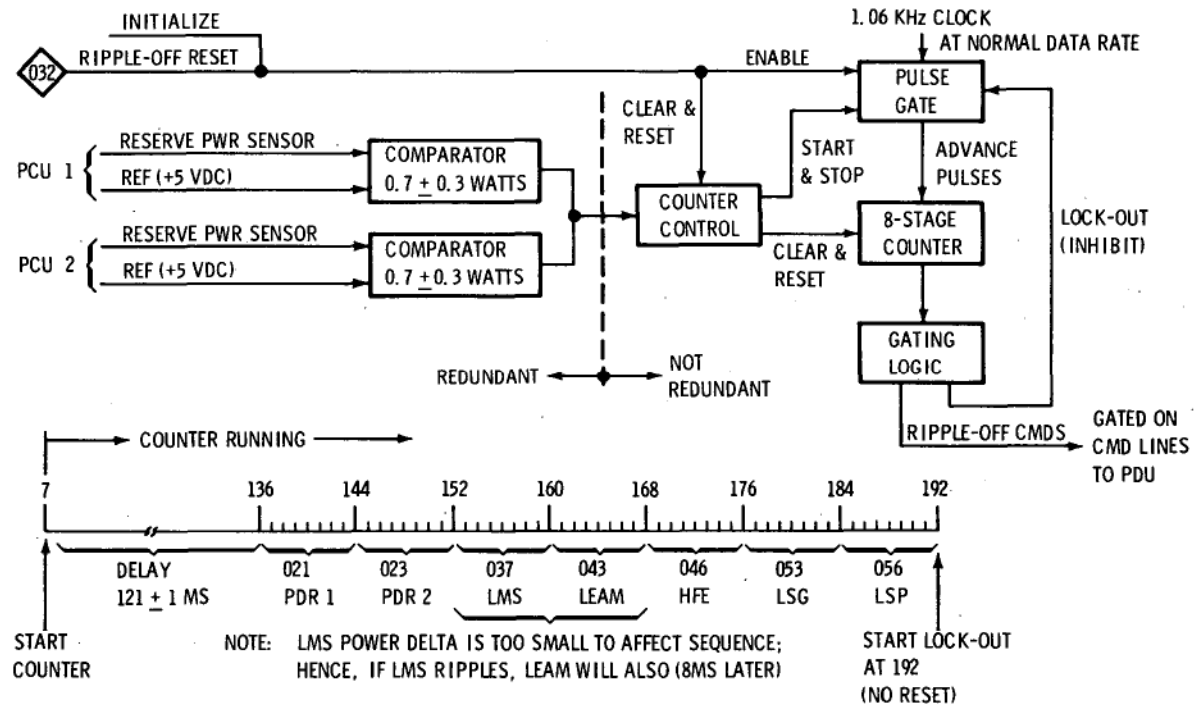 INITIALIZE
032
RIPPLE-OFF RESET
1.06 KHz CLOCK
AT NORMAL DATA RATE
ENABLE
PULSE
GATE
CLEAR &
RESET
START
& STOP
ADVANCE
PULSES
LOCK-OUT
(INHIBIT)
PCU 1
RESERVE PWR SENSOR
REF (+5 VDC)
COMPARATOR
0.7 ± 0.3 WATTS
PCU 2
RESERVE PWR SENSOR
REF (+5 VDC)
COMPARATOR
0.7 ± 0.3 WATTS
COUNTER
CONTROL
CLEAR &
RESET
8-STAGE
COUNTER
GATING
LOGIC
REDUNDANT
NOT
REDUNDANT
RIPPLE-OFF CMDS
GATED ON
CMD LINES
TO PDU
COUNTER RUNNING
7 136 144 152 160 168 176 184 192
DELAY
121 ± 1 MS
021
PDR 1
023
PDR 2
037
LMS
043
LEAM
046
HFE
053
LSG
056
LSP
START
COUNTER
NOTE: LMS POWER DELTA IS TOO SMALL TO AFFECT SEQUENCE;
HENCE, IF LMS RIPPLES, LEAM WILL ALSO (8MS LATER)
START LOCK-OUT
AT 192
(NO RESET)